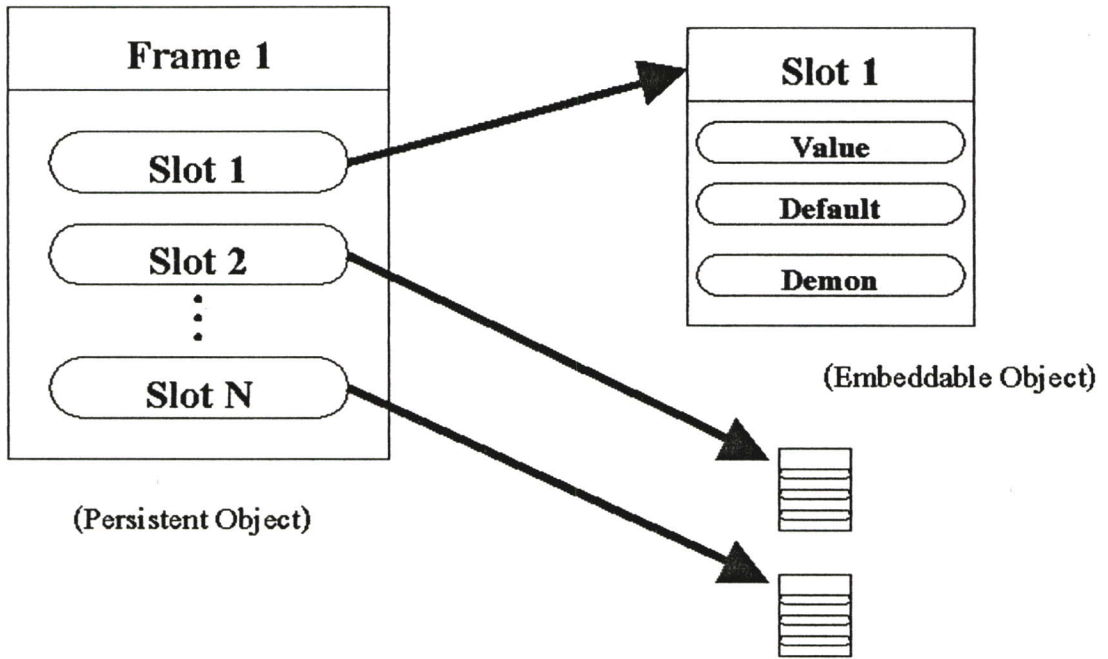 Frame 1
Slot 1
Slot 2
Slot N
(Persistent Object)
Slot 1
Value
Default
Demon
(Embeddable Object)